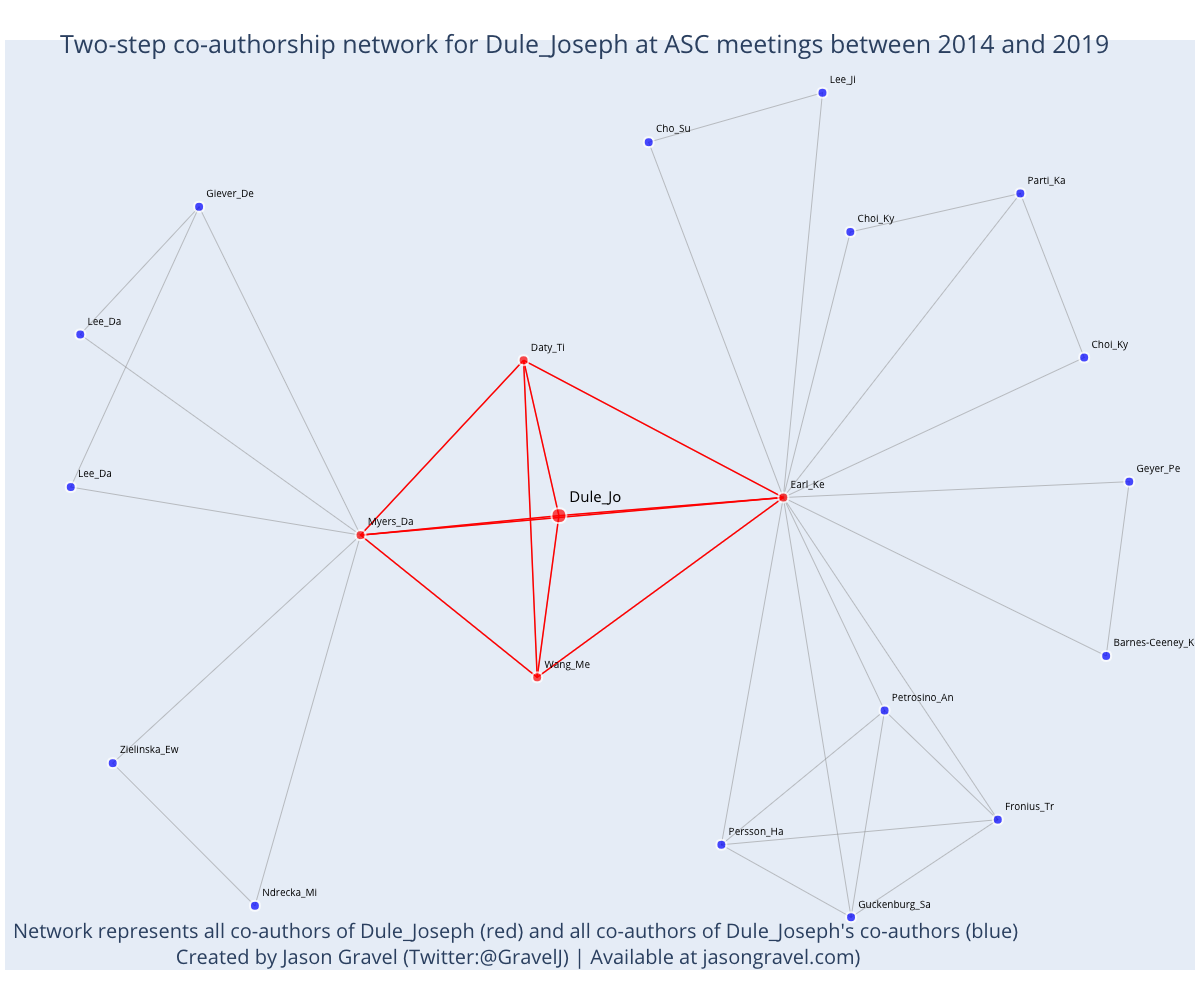 Two-step co-authorship network for Dule_Joseph at ASC meetings between 2014 and 2019
Lee_Ji
Cho_Su
Parti_Ka
Giever_De
Choi_Ky
Lee_Da
Choi_Ky
Daty_Ti
Geyer_Pe
Lee_Da
Earl_Ke
Dule_Jo
Myers_Da
Barnes-Ceeney_K
Wang_Me
Petrosino_An
Zielinska_Ew
Fronius_Tr
Persson_Ha
Ndrecka_Mi
Guckenburg_Sa
Network represents all co-authors of Dule_Joseph (red) and all co-authors of Dule_Joseph's co-authors (blue)
Created by Jason Gravel (Twitter:@GravelJ) | Available at jasongravel.com)